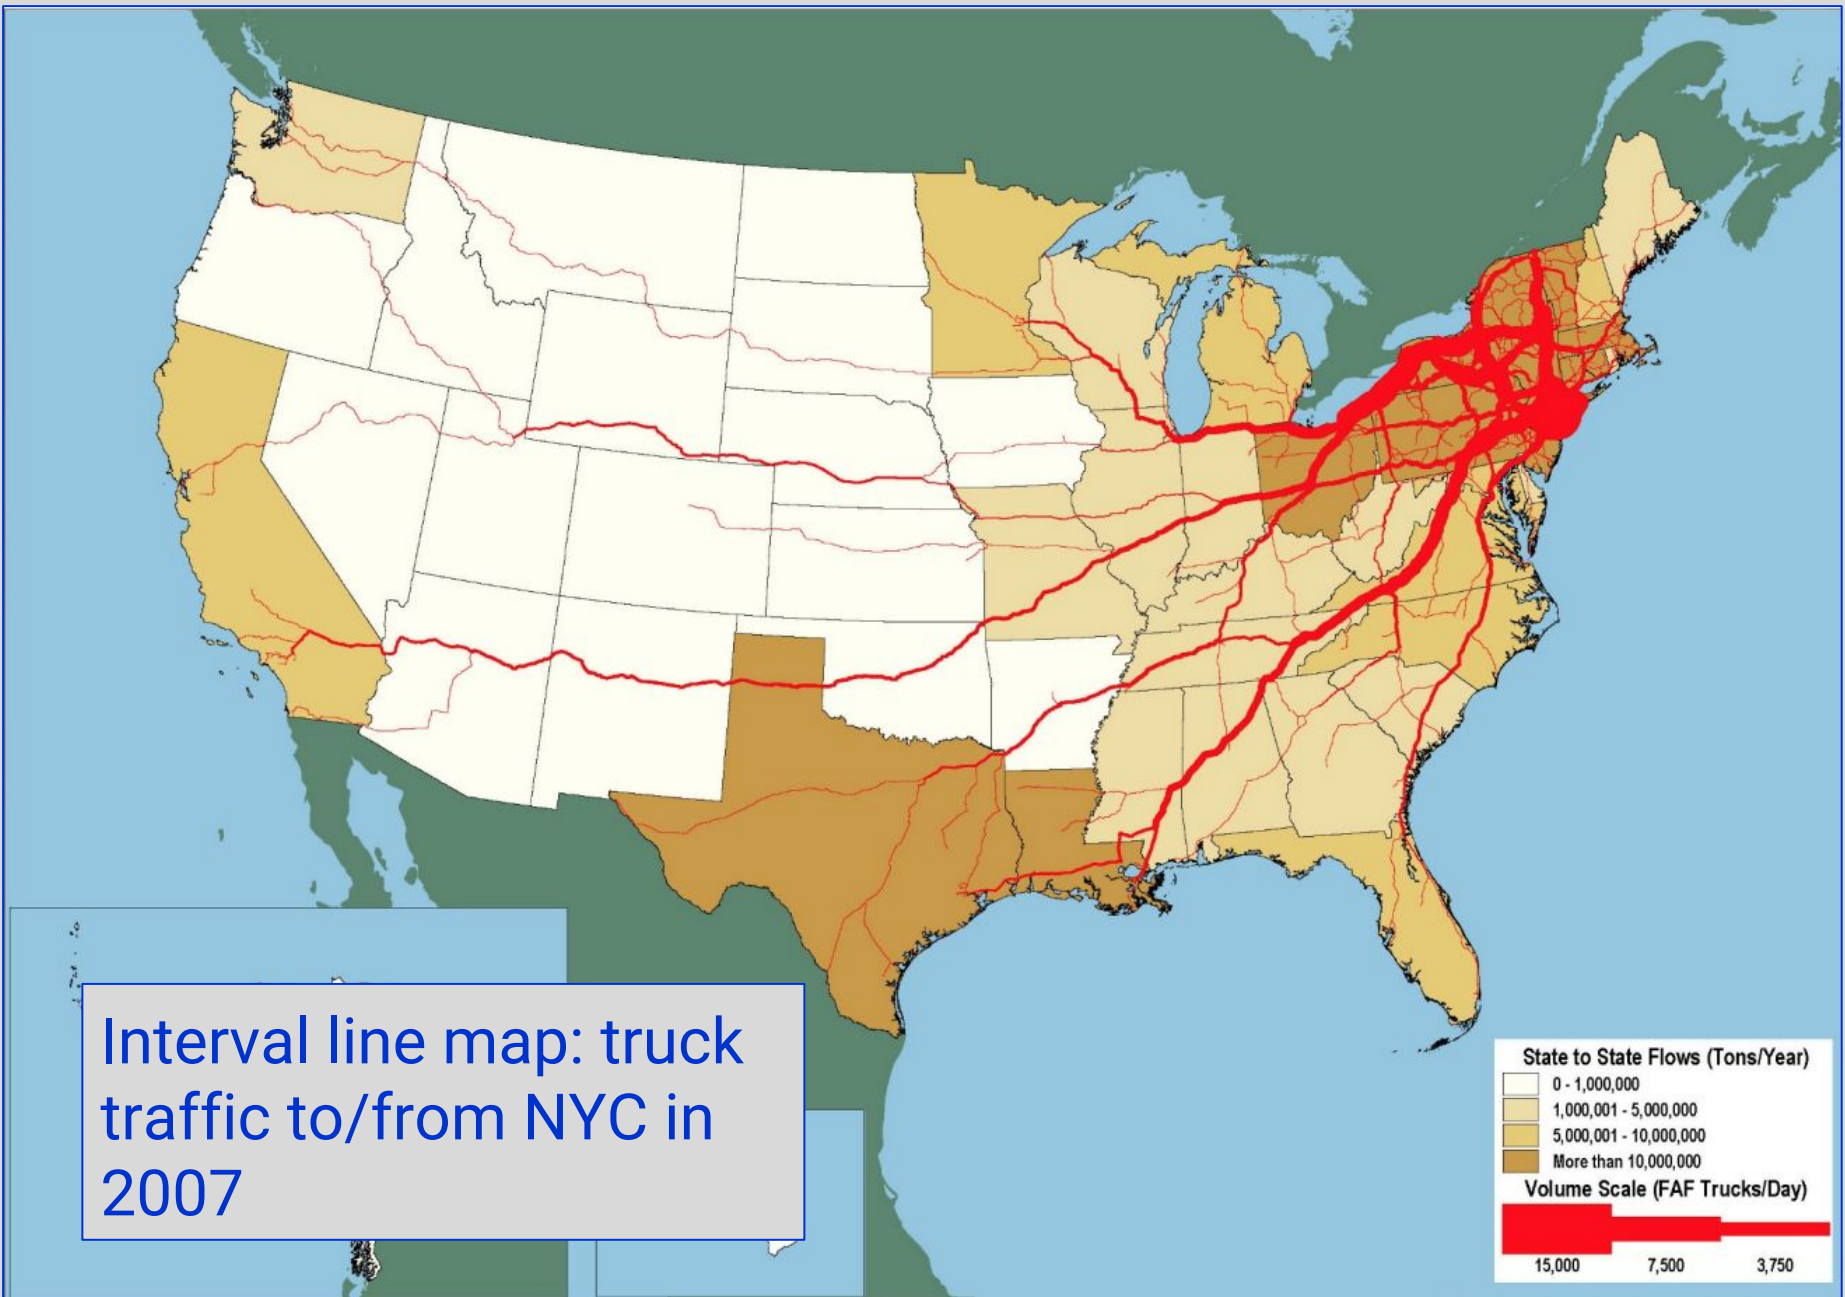 Interval line map: truck
traffic to/from NYC in
2007
State to State Flows (Tons/Year)
0 - 1,000,000
1,000,001 - 5,000,000
5,000,001 - 10,000,000
More than 10,000,000
Volume Scale (FAF Trucks/Day)
15,000 7,500 3,750